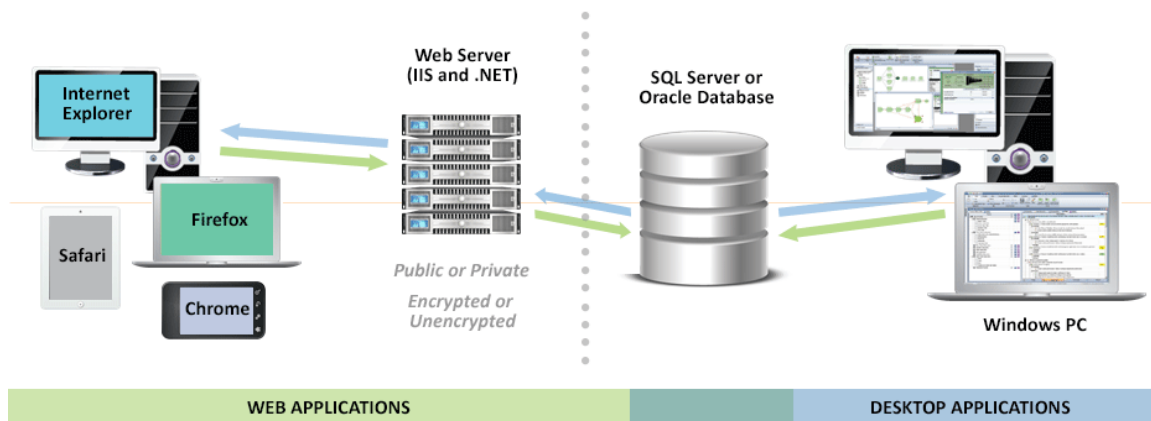 Internet
Explorer
Firefox
Safari
Chrome
Web Server
(IIS and .NET)
Public or Private
Encrypted or
Unencrypted
SQL Server or
Oracle Database
Windows PC
WEB APPLICATIONS
DESKTOP APPLICATIONS